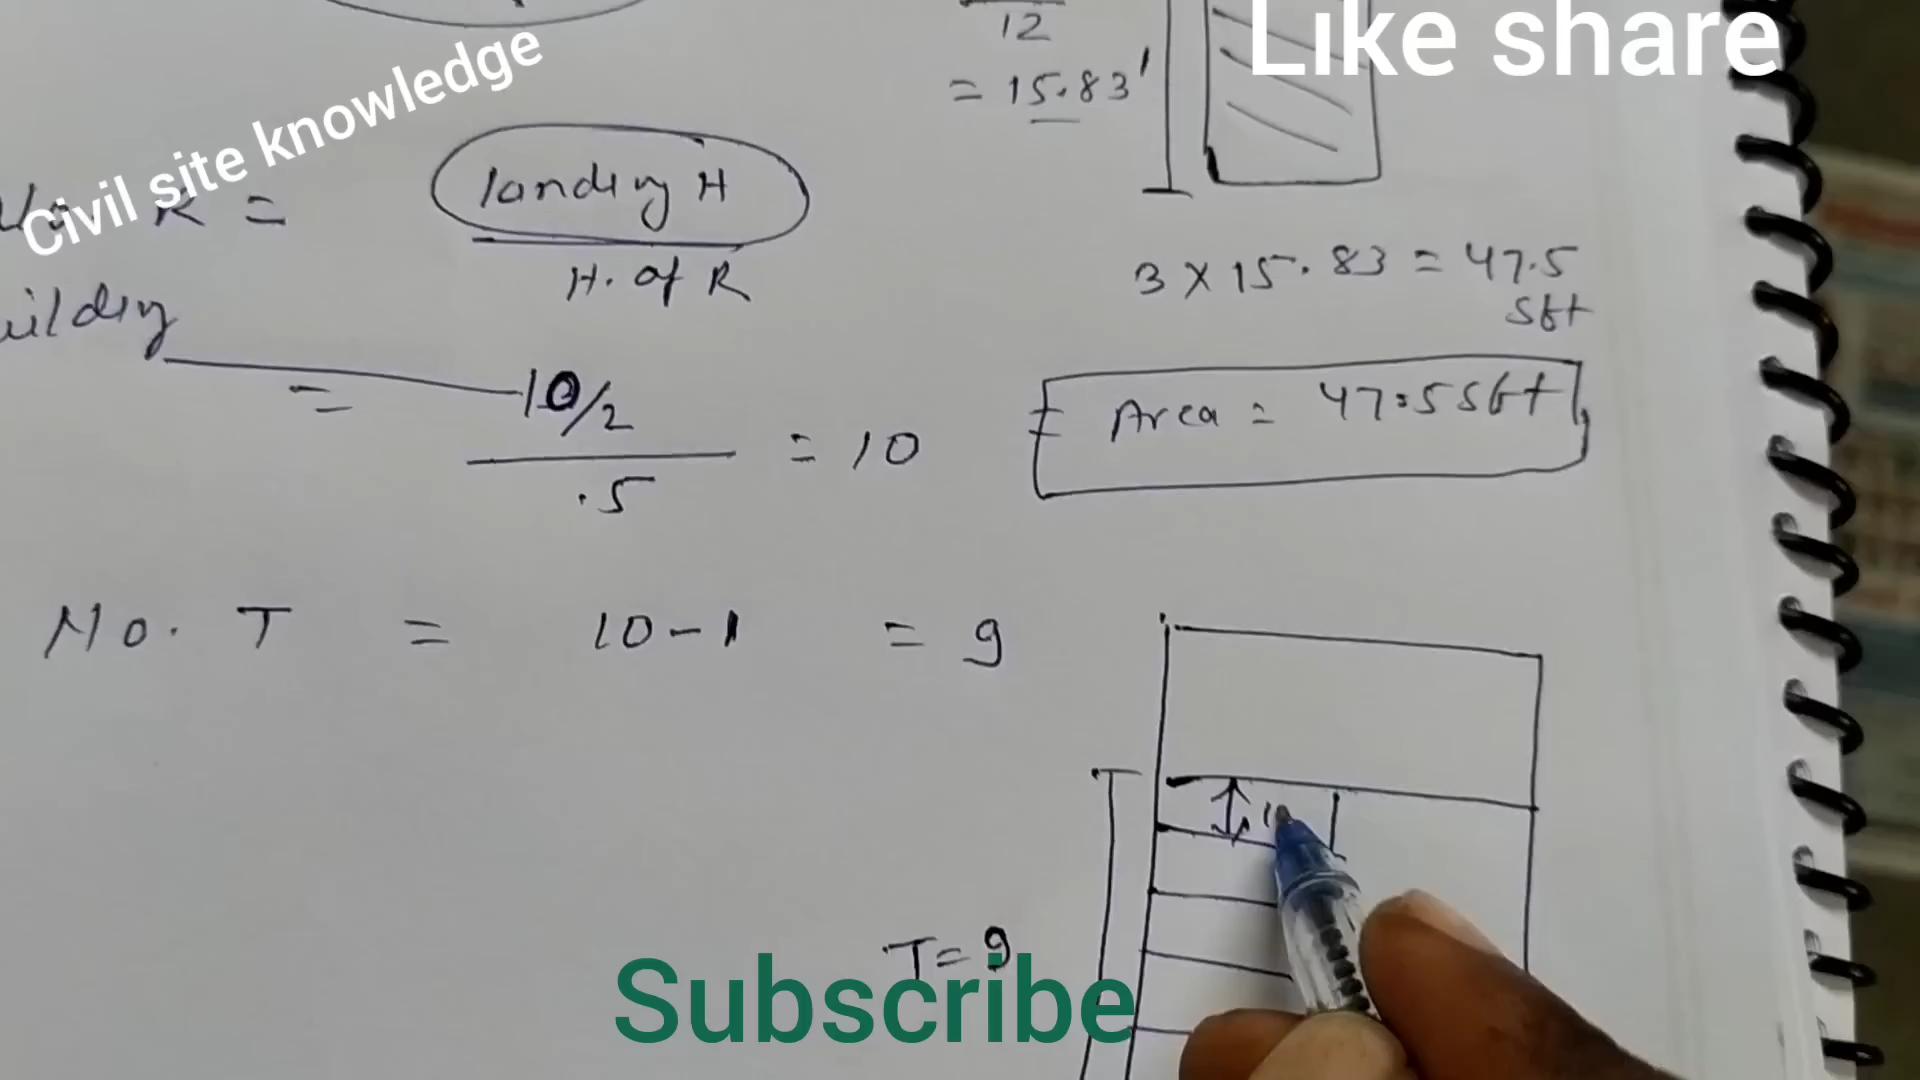 Civil site knowledge
Like share
12
= 15.83'
R = landing H
H. of R
3 X 15.83 = 47.5
Sft
= 10/2
.5
= 10
= Area = 47.5 Sft
No. T = 10-1 = 9
T= 9
Subscribe